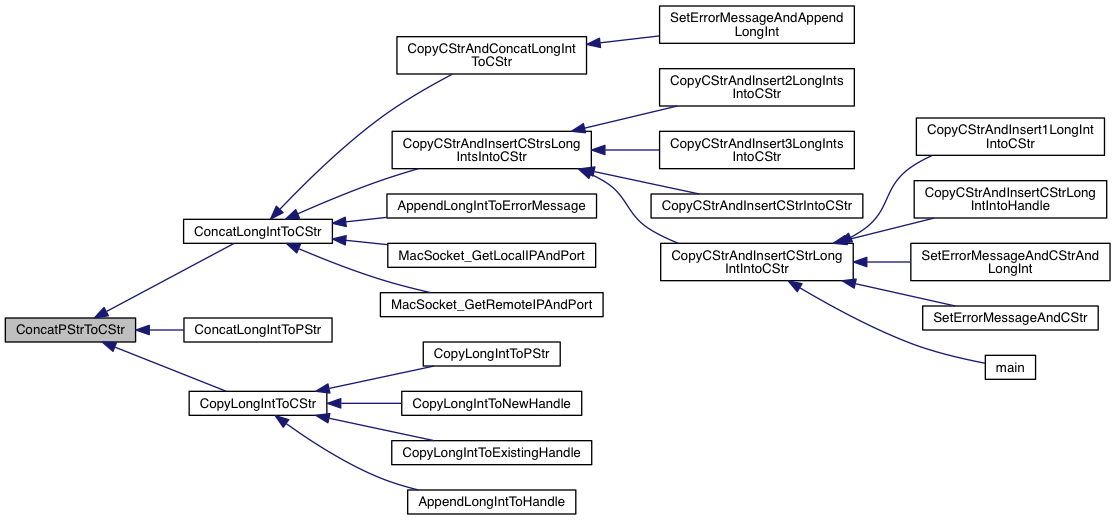 SetErrorMessageAndAppend
LongInt
CopyCStrAndConcatLongInt
ToCStr
CopyCStrAndInsert2LongInts
IntoCStr
CopyCStrAndInsertCStrsLong
IntsIntoCStr
CopyCStrAndInsert3LongInts
IntoCStr
CopyCStrAndInsert1LongInt
IntoCStr
CopyCStrAndInsertCStrIntoCStr
CopyCStrAndInsertCStrLong
IntIntoHandle
AppendLongIntToErrorMessage
ConcatLongIntToCStr
MacSocket_GetLocalIPAndPort
CopyCStrAndInsertCStrLong
IntIntoCStr
SetErrorMessageAndCStrAnd
LongInt
MacSocket_GetRemoteIPAndPort
SetErrorMessageAndCStr
ConcatPStrToCStr
ConcatLongIntToPStr
main
CopyLongIntToPStr
CopyLongIntToCStr
CopyLongIntToNewHandle
CopyLongIntToExistingHandle
AppendLongIntToHandle